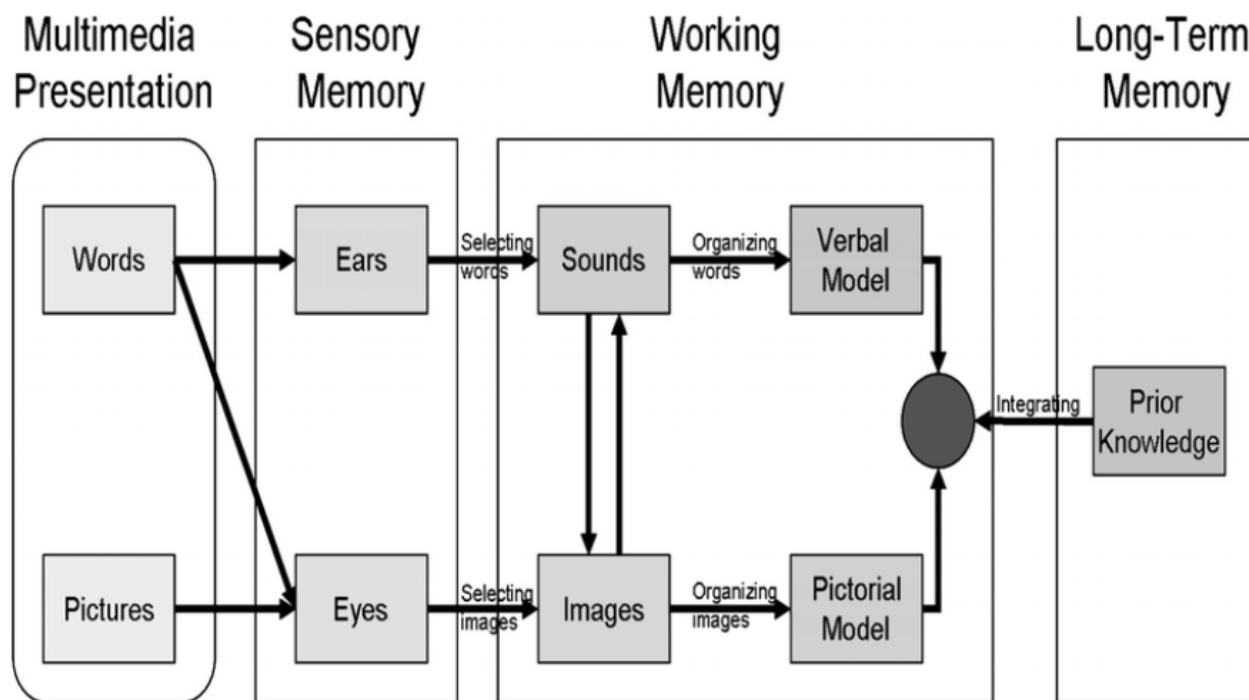 Multimedia
Presentation
Sensory
Memory
Working
Memory
Long-Term
Memory
Words
Ears
Selecting
words
Sounds
Organizing
words
Verbal
Model
Integrating
Prior
Knowledge
Pictures
Eyes
Selecting
images
Images
Organizing
images
Pictorial
Model